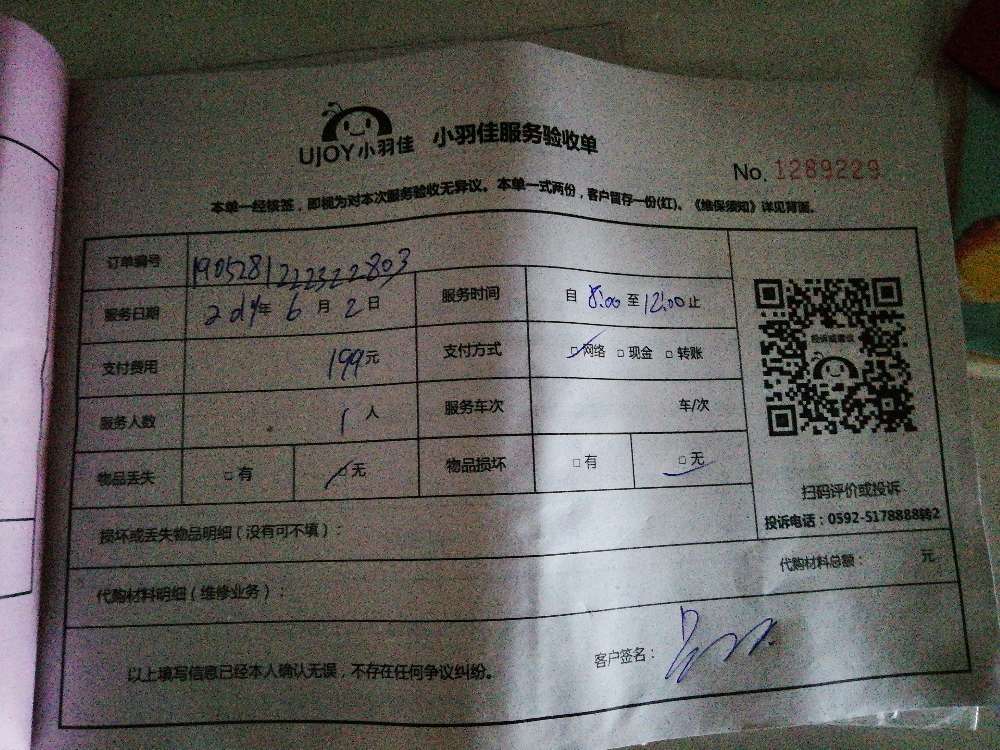 UJOY小羽佳 小羽佳服务验收单
No. 1289229
本单一经核签，即视为对本次服务验收无异议。本单一式两份，客户留存一份(红)。《维保须知》详见背面。
订单编号 190528122322803
服务日期 2019年 6 月 2 日 服务时间 自 8:00 至 12:00 止
支付费用 199 元 支付方式 □网络 □现金 □转账
服务人数 1 人 服务车次 车/次
物品丢失 □有 □无 物品损坏 □有 □无
投诉或建议
扫码评价或投诉
投诉电话：0592-5178888转2
损坏或丢失物品明细（没有可不填）：
代购材料明细（维修业务）： 代购材料总额： 元
以上填写信息已经本人确认无误，不存在任何争议纠纷。 客户签名：